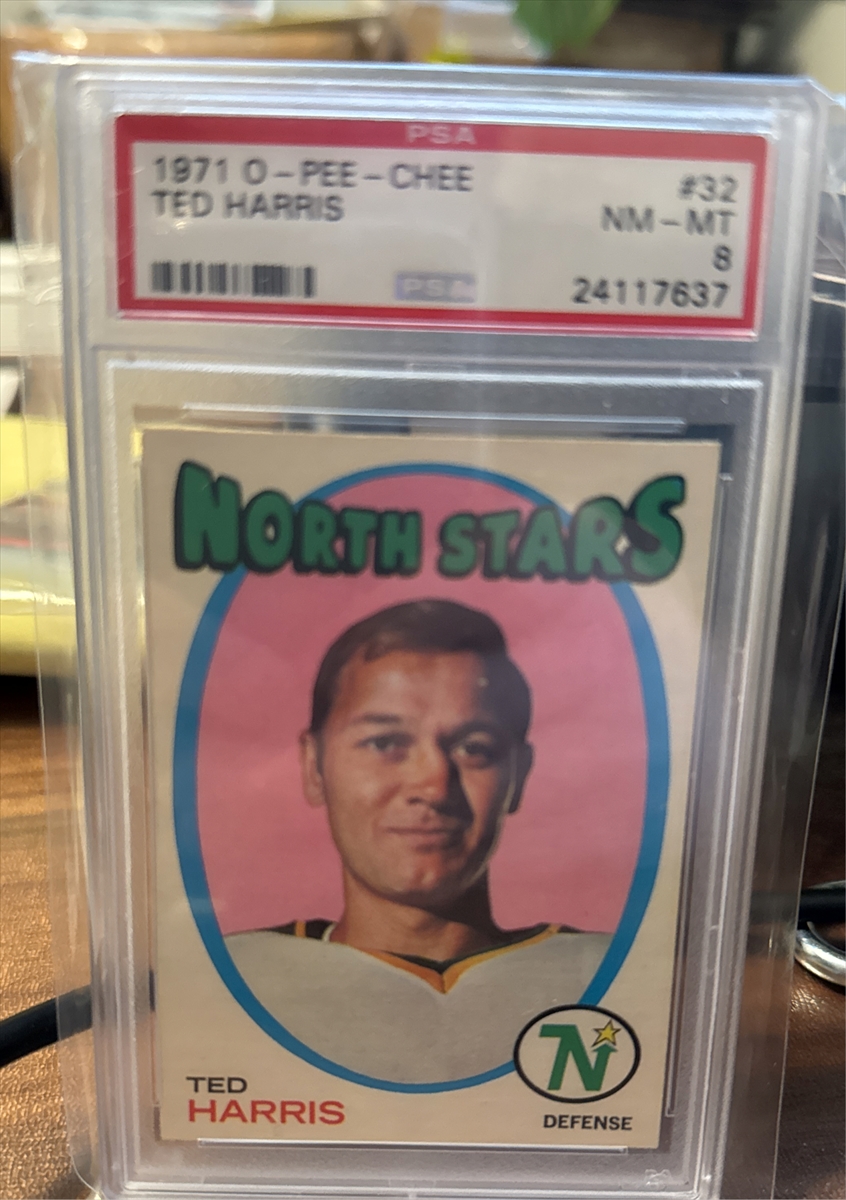 PSA
1971 O-PEE-CHEE #32
TED HARRIS NM-MT
8
PSA 24117637
NORTH STARS
N
TED
HARRIS
DEFENSE